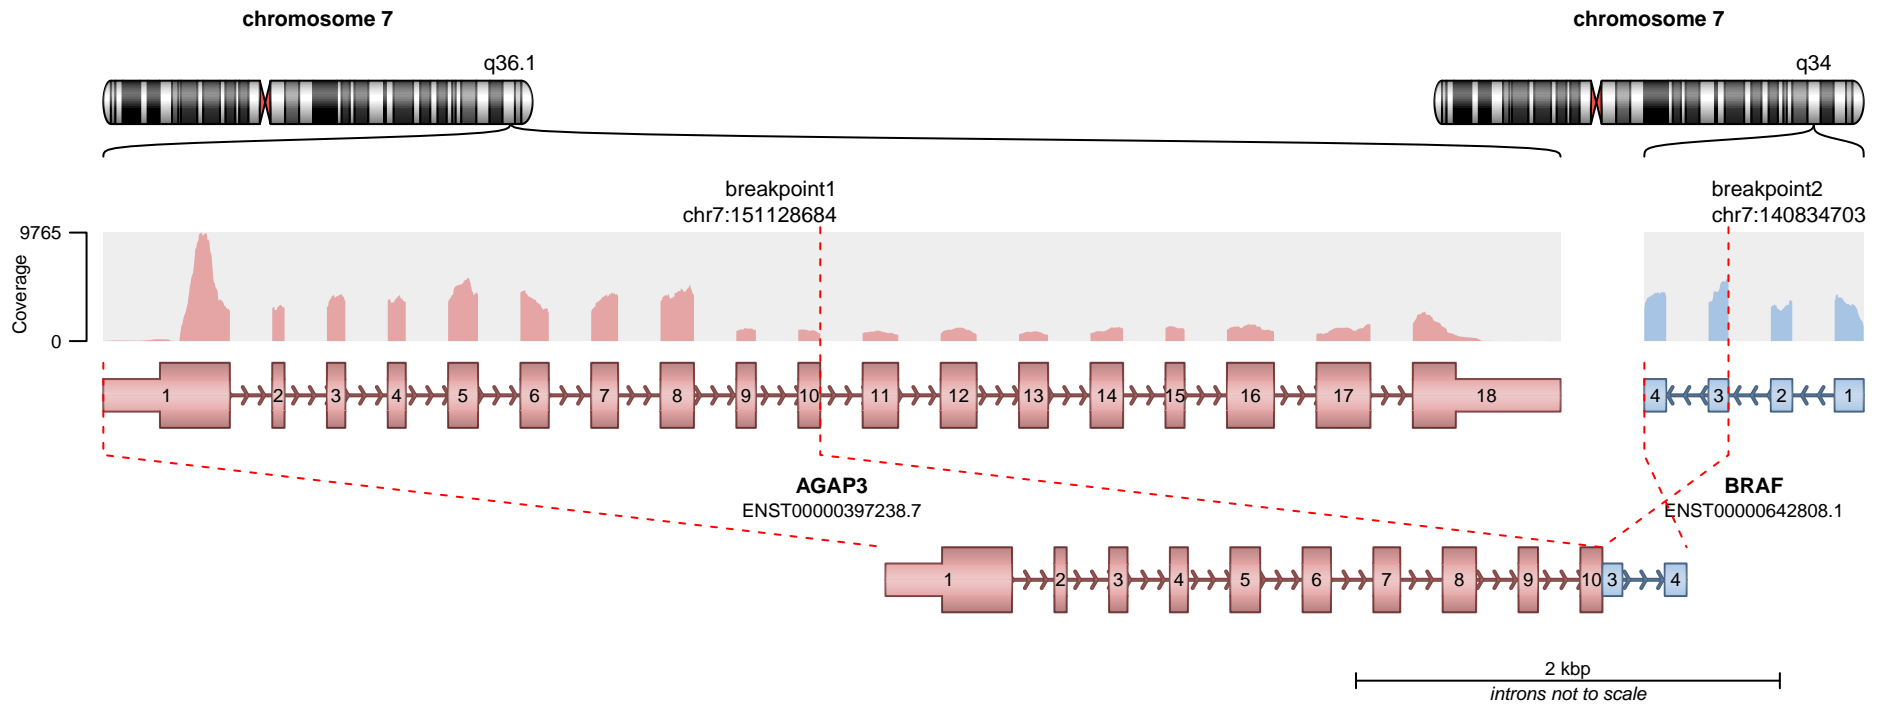 chromosome 7
chromosome 7
q36.1
q34
breakpoint1
chr7:151128684
breakpoint2
chr7:140834703
9765
0
Coverage
1 2 3 4 5 6 7 8 9 10 11 12 13 14 15 16 17 18
4 3 2 1
AGAP3
ENST00000397238.7
BRAF
ENST00000642808.1
1 2 3 4 5 6 7 8 9 10 3 4
2 kbp
introns not to scale